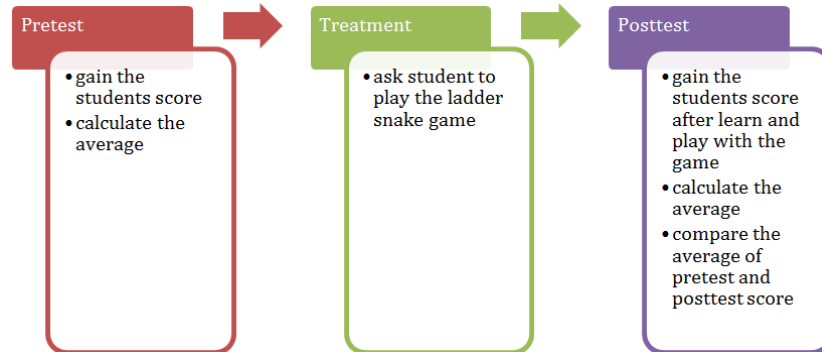 Pretest
• gain the
students score
• calculate the
average
Treatment
• ask student to
play the ladder
snake game
Posttest
• gain the
students score
after learn and
play with the
game
• calculate the
average
• compare the
average of
pretest and
posttest score